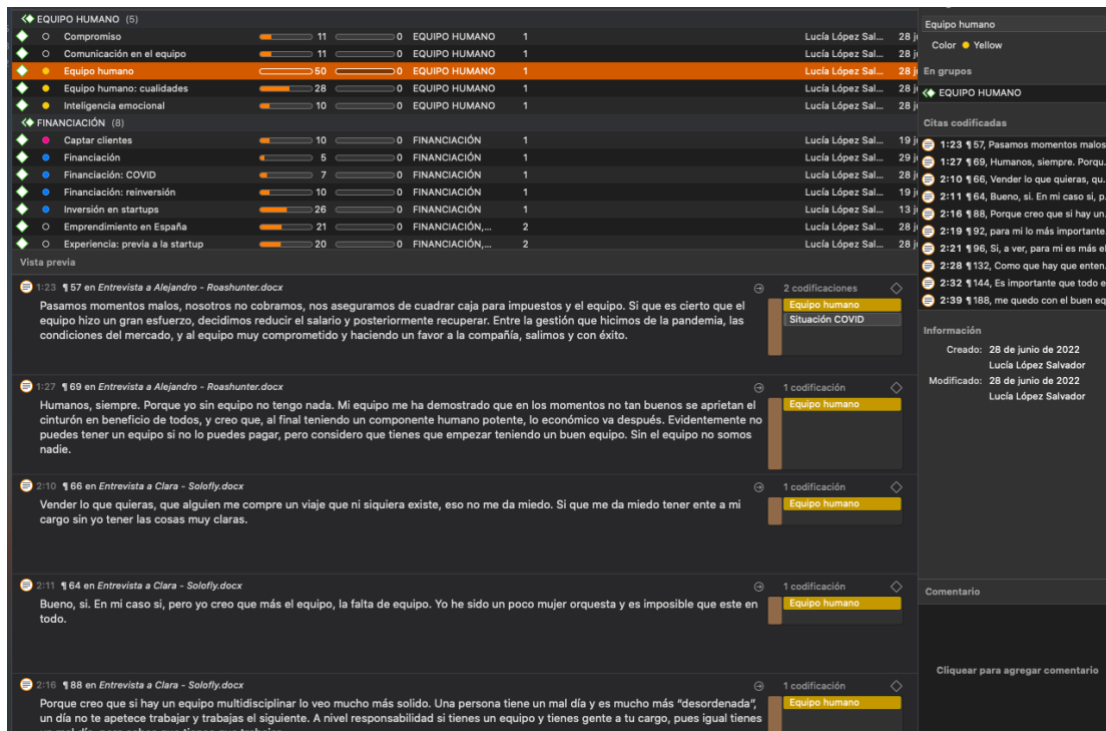 EQUIPO HUMANO (5)
Compromiso 11 0 EQUIPO HUMANO 1 Lucía López Sal... 28 j
Comunicación en el equipo 11 0 EQUIPO HUMANO 1 Lucía López Sal... 28 j
Equipo humano 50 0 EQUIPO HUMANO 1 Lucía López Sal... 28 j
Equipo humano: cualidades 28 0 EQUIPO HUMANO 1 Lucía López Sal... 28 j
Inteligencia emocional 10 0 EQUIPO HUMANO 1 Lucía López Sal... 28 j
FINANCIACIÓN (8)
Captar clientes 10 0 FINANCIACIÓN 1 Lucía López Sal... 19 j
Financiación 5 0 FINANCIACIÓN 1 Lucía López Sal... 29 j
Financiación: COVID 7 0 FINANCIACIÓN 1 Lucía López Sal... 28 j
Financiación: reinversión 10 0 FINANCIACIÓN 1 Lucía López Sal... 19 j
Inversión en startups 26 0 FINANCIACIÓN 1 Lucía López Sal... 13 j
Emprendimiento en España 21 0 FINANCIACIÓN,... 2 Lucía López Sal... 28 j
Experiencia: previa a la startup 20 0 FINANCIACIÓN,... 2 Lucía López Sal... 28 j
Vista previa
1:23 ¶ 57 en Entrevista a Alejandro - Roashunter.docx 2 codificaciones
Pasamos momentos malos, nosotros no cobramos, nos aseguramos de cuadrar caja para impuestos y el equipo. Si que es cierto que el
equipo hizo un gran esfuerzo, decidimos reducir el salario y posteriormente recuperar. Entre la gestión que hicimos de la pandemia, las
condiciones del mercado, y al equipo muy comprometido y haciendo un favor a la compañía, salimos y con éxito.
Equipo humano
Situación COVID
1:27 ¶ 69 en Entrevista a Alejandro - Roashunter.docx 1 codificación
Humanos, siempre. Porque yo sin equipo no tengo nada. Mi equipo me ha demostrado que en los momentos no tan buenos se aprietan el
cinturón en beneficio de todos, y creo que, al final teniendo un componente humano potente, lo económico va después. Evidentemente no
puedes tener un equipo si no lo puedes pagar, pero considero que tienes que empezar teniendo un buen equipo. Sin el equipo no somos
nadie.
Equipo humano
2:10 ¶ 66 en Entrevista a Clara - Solofly.docx 1 codificación
Vender lo que quieras, que alguien me compre un viaje que ni siquiera existe, eso no me da miedo. Si que me da miedo tener ente a mi
cargo sin yo tener las cosas muy claras.
Equipo humano
2:11 ¶ 64 en Entrevista a Clara - Solofly.docx 1 codificación
Bueno, si. En mi caso si, pero yo creo que más el equipo, la falta de equipo. Yo he sido un poco mujer orquesta y es imposible que este en
todo.
Equipo humano
2:16 ¶ 88 en Entrevista a Clara - Solofly.docx 1 codificación
Porque creo que si hay un equipo multidisciplinar lo veo mucho más solido. Una persona tiene un mal día y es mucho más "desordenada",
un día no te apetece trabajar y trabajas el siguiente. A nivel responsabilidad si tienes un equipo y tienes gente a tu cargo, pues igual tienes
Equipo humano
Equipo humano
Color Yellow
En grupos
EQUIPO HUMANO
Citas codificadas
1:23 ¶ 57, Pasamos momentos malos
1:27 ¶ 69, Humanos, siempre. Porqu...
2:10 ¶ 66, Vender lo que quieras, qu...
2:11 ¶ 64, Bueno, si. En mi caso si, p...
2:16 ¶ 88, Porque creo que si hay un...
2:19 ¶ 92, para mi lo más importante...
2:21 ¶ 96, Si, a ver, para mi es más e
2:28 ¶ 132, Como que hay que enten...
2:32 ¶ 144, Es importante que todo e
2:39 ¶ 188, me quedo con el buen eq
Información
Creado: 28 de junio de 2022
Lucía López Salvador
Modificado: 28 de junio de 2022
Lucía López Salvador
Comentario
Cliquear para agregar comentario